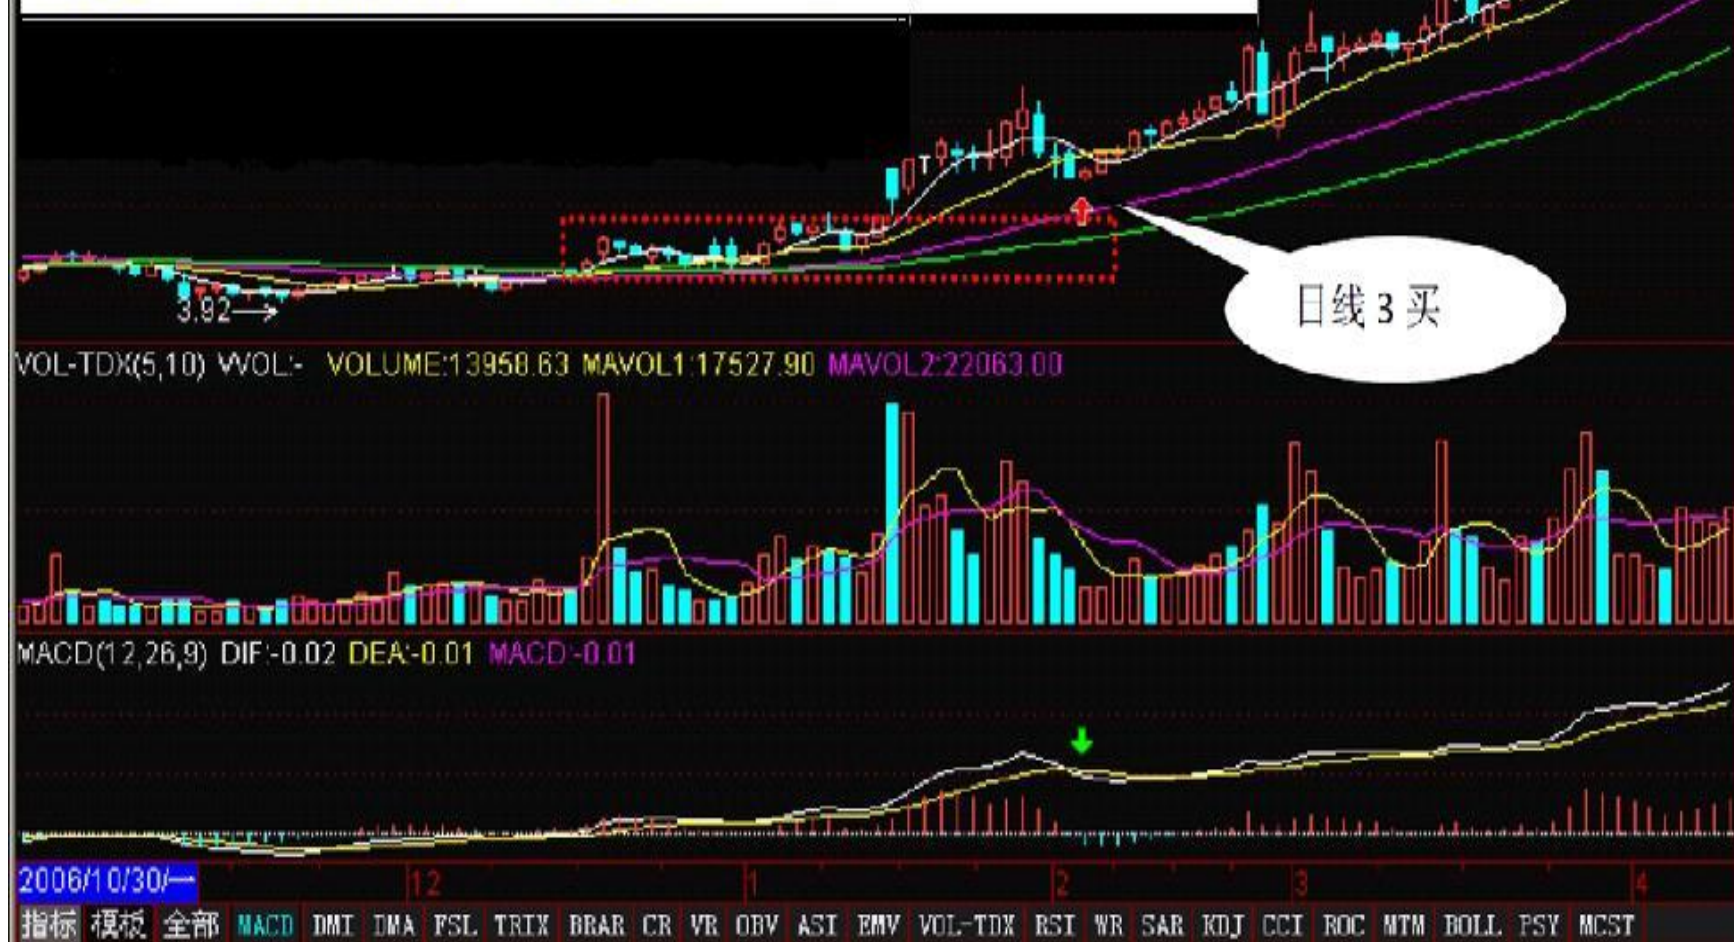 T
日线 3 买
3.92
VOL-TDX(5,10) VVOL:- VOLUME:13958.63 MAVOL1:17527.90 MAVOL2:22063.00
MACD(12,26,9) DIF:-0.02 DEA:-0.01 MACD:-0.01
2006/10/30/一 12 1 2 3 4
指标 模板 全部 MACD DMI DMA FSL TRIX BRAR CR VR OBV ASI EMV VOL-TDX RSI WR SAR KDJ CCI ROC MTM BOLL PSY MCST